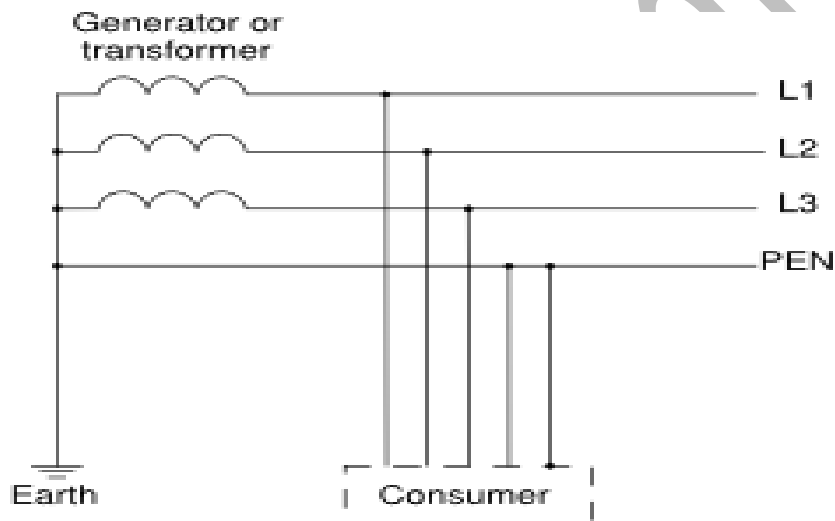 Generator or
transformer
L1
L2
L3
PEN
Earth
Consumer